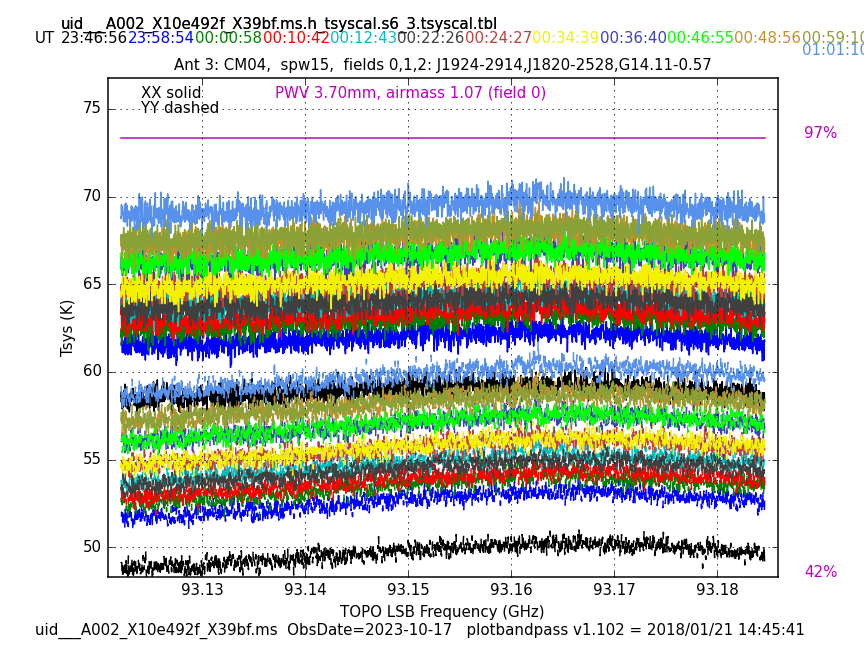 uid___A002_X10e492f_X39bf.ms.h_tsyscal.s6_3.tsyscal.tbl
UT 23:46:56 23:58:54 00:00:58 00:10:42 00:12:43 00:22:26 00:24:27 00:34:39 00:36:40 00:46:55 00:48:56 00:59:10
01:01:10
Ant 3: CM04,  spw15,  fields 0,1,2: J1924-2914,J1820-2528,G14.11-0.57
XX solid PWV 3.70mm, airmass 1.07 (field 0)
YY dashed
75
97%
70
65
Tsys (K)
60
55
50
42%
93.13 93.14 93.15 93.16 93.17 93.18
TOPO LSB Frequency (GHz)
uid___A002_X10e492f_X39bf.ms  ObsDate=2023-10-17   plotbandpass v1.102 = 2018/01/21 14:45:41